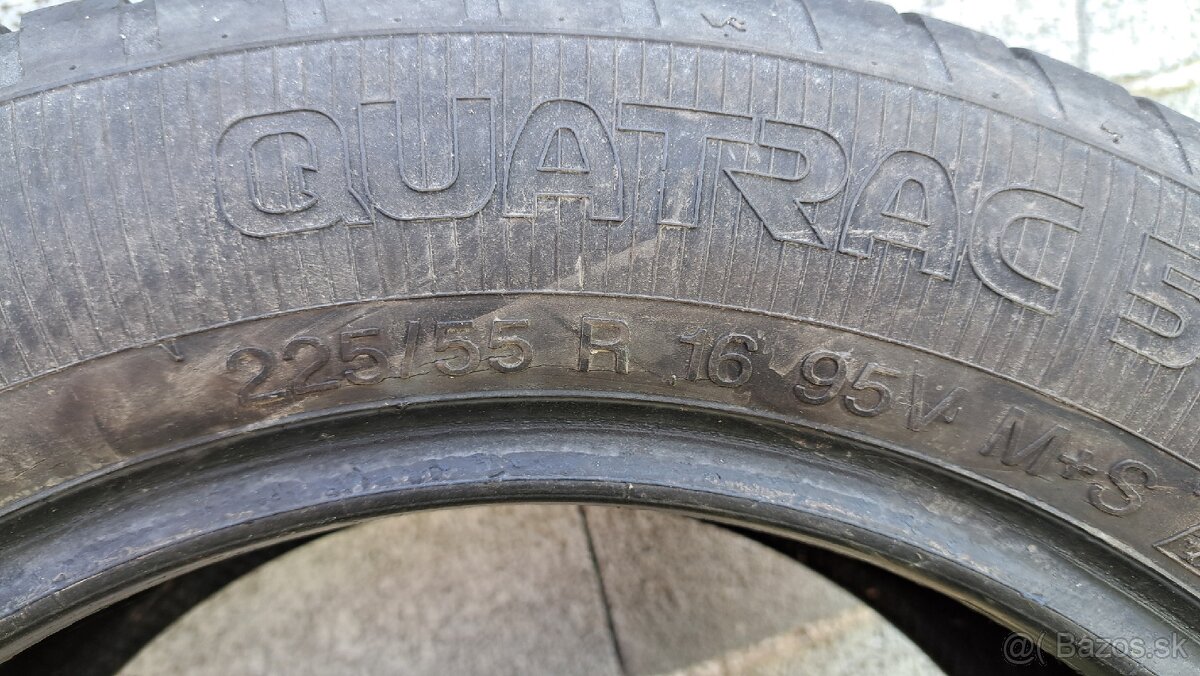 QUATRAC 5
225/55 R 16 95V M+S
@( Bazos.sk